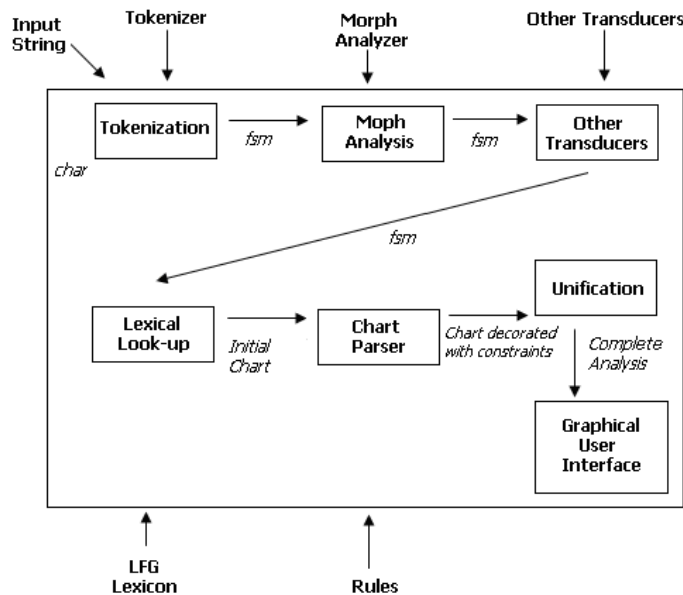 Input
String
Tokenizer
Morph
Analyzer
Other Transducers
Tokenization
fsm
Moph
Analysis
fsm
Other
Transducers
char
fsm
Lexical
Look-up
Initial
Chart
Chart
Parser
Chart decorated
with constraints
Unification
Complete
Analysis
Graphical
User
Interface
LFG
Lexicon
Rules